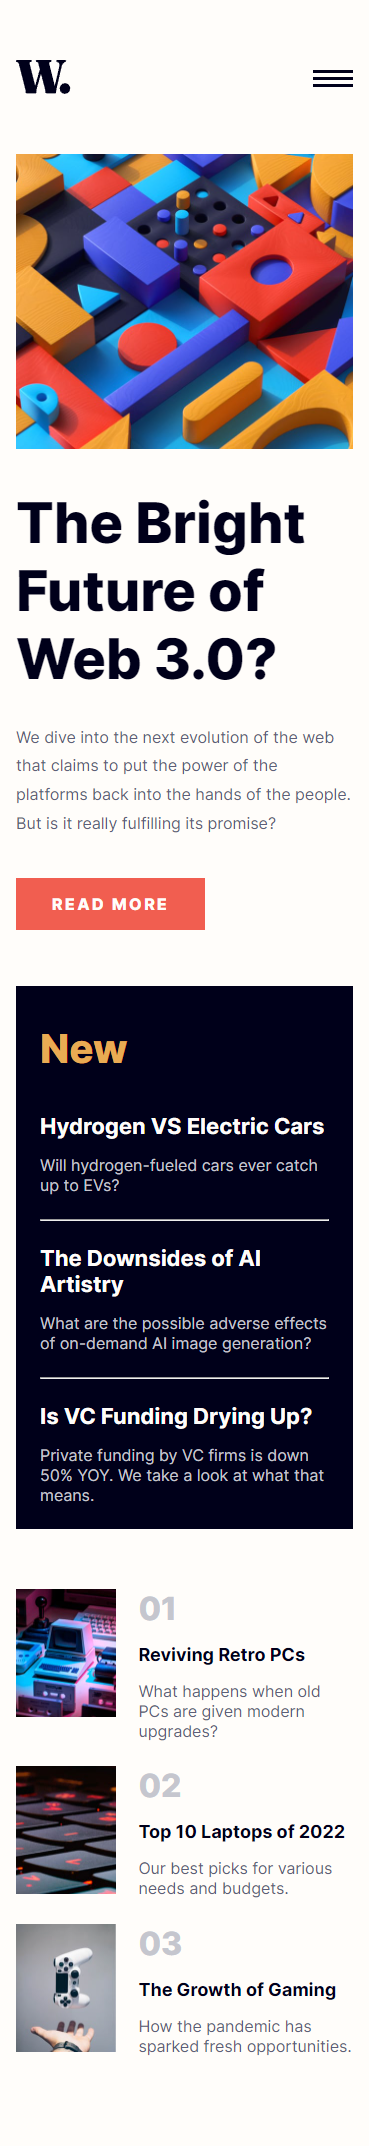 W.
The Bright
Future of
Web 3.0?
We dive into the next evolution of the web
that claims to put the power of the
platforms back into the hands of the people.
But is it really fulfilling its promise?
READ MORE
New
Hydrogen VS Electric Cars
Will hydrogen-fueled cars ever catch
up to EVs?
The Downsides of AI
Artistry
What are the possible adverse effects
of on-demand AI image generation?
Is VC Funding Drying Up?
Private funding by VC firms is down
50% YOY. We take a look at what that
means.
01
Reviving Retro PCs
What happens when old
PCs are given modern
upgrades?
02
Top 10 Laptops of 2022
Our best picks for various
needs and budgets.
03
The Growth of Gaming
How the pandemic has
sparked fresh opportunities.